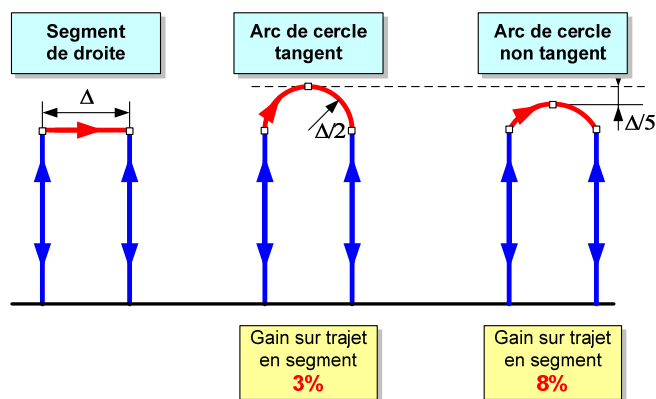 Segment
de droite
Arc de cercle
tangent
Arc de cercle
non tangent
Δ
Δ/2
Δ/5
Gain sur trajet
en segment
3%
Gain sur trajet
en segment
8%